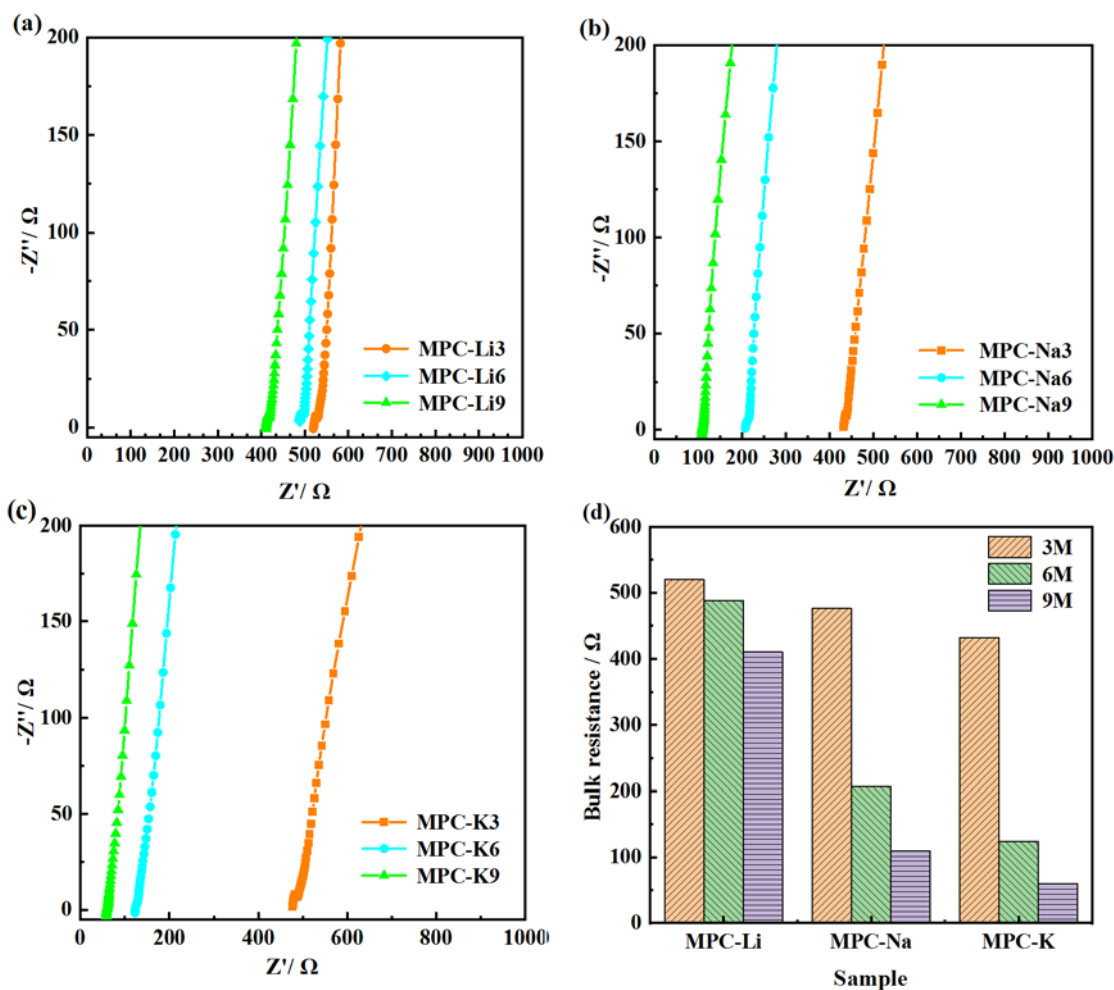 (a)
200
150
100
50
0
-Z''/ Ω
MPC-Li3
MPC-Li6
MPC-Li9
0 100 200 300 400 500 600 700 800 900 1000
Z'/ Ω
(b)
200
150
100
50
0
-Z''/ Ω
MPC-Na3
MPC-Na6
MPC-Na9
0 100 200 300 400 500 600 700 800 900 1000
Z'/ Ω
(c)
200
150
100
50
0
-Z''/ Ω
MPC-K3
MPC-K6
MPC-K9
0 200 400 600 800 1000
Z'/ Ω
(d)
600
500
400
300
200
100
0
Bulk resistance / Ω
3M
6M
9M
MPC-Li MPC-Na MPC-K
Sample